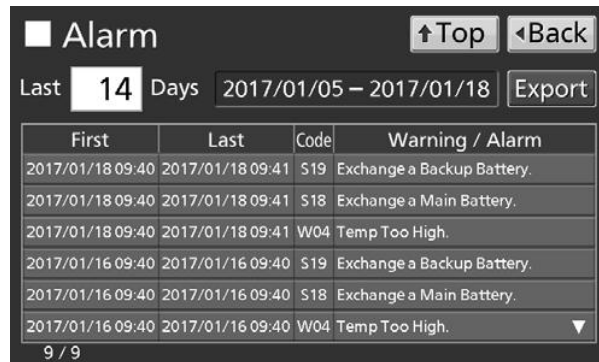 Alarm
↑Top
◂Back
Last 14 Days 2017/01/05 – 2017/01/18 Export
First Last Code Warning / Alarm
2017/01/18 09:40 2017/01/18 09:41 S19 Exchange a Backup Battery.
2017/01/18 09:40 2017/01/18 09:41 S18 Exchange a Main Battery.
2017/01/18 09:40 2017/01/18 09:41 W04 Temp Too High.
2017/01/16 09:40 2017/01/16 09:40 S19 Exchange a Backup Battery.
2017/01/16 09:40 2017/01/16 09:40 S18 Exchange a Main Battery.
2017/01/16 09:40 2017/01/16 09:40 W04 Temp Too High. ▼
9 / 9